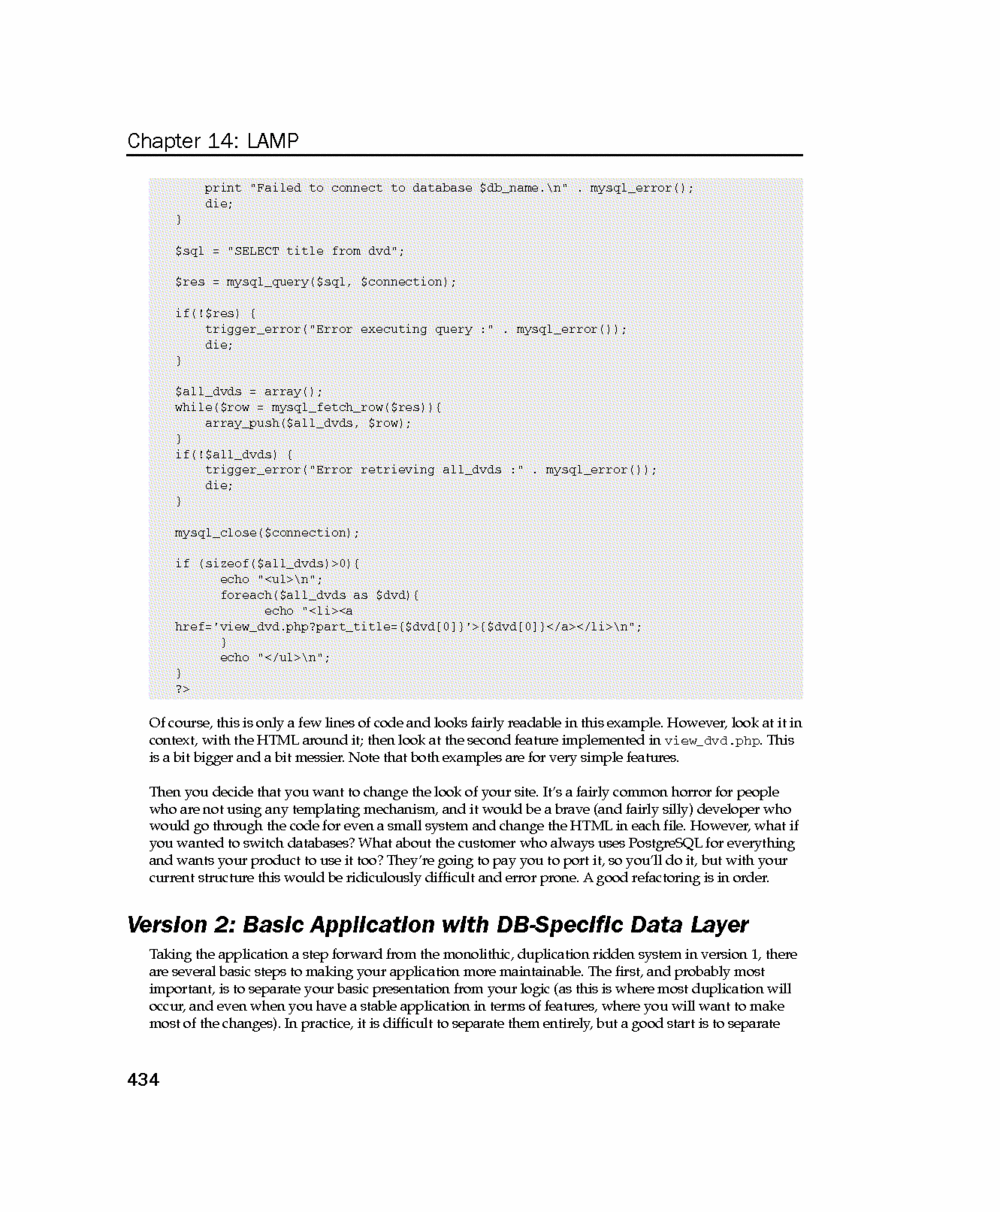 Chapter 14: LAMP
print "Failed to connect to database $db_name.\n" . mysql_error();
die;
}
$sql = "SELECT title from dvd";
$res = mysql_query($sql, $connection);
if(!$res) {
trigger_error("Error executing query :" . mysql_error());
die;
}
$all_dvds = array();
while($row = mysql_fetch_row($res)){
array_push($all_dvds, $row);
}
if(!$all_dvds) {
trigger_error("Error retrieving all_dvds :" . mysql_error());
die;
}
mysql_close($connection);
if (sizeof($all_dvds)>0){
echo "<ul>\n";
foreach($all_dvds as $dvd){
echo "<li><a
href='view_dvd.php?part_title={$dvd[0]}'>{$dvd[0]}</a></li>\n";
}
echo "</ul>\n";
}
?>
Of course, this is only a few lines of code and looks fairly readable in this example. However, look at it in
context, with the HTML around it; then look at the second feature implemented in view_dvd.php. This
is a bit bigger and a bit messier. Note that both examples are for very simple features.
Then you decide that you want to change the look of your site. It's a fairly common horror for people
who are not using any templating mechanism, and it would be a brave (and fairly silly) developer who
would go through the code for even a small system and change the HTML in each file. However, what if
you wanted to switch databases? What about the customer who always uses PostgreSQL for everything
and wants your product to use it too? They're going to pay you to port it, so you'll do it, but with your
current structure this would be ridiculously difficult and error prone. A good refactoring is in order.
Version 2: Basic Application with DB-Specific Data Layer
Taking the application a step forward from the monolithic, duplication ridden system in version 1, there
are several basic steps to making your application more maintainable. The first, and probably most
important, is to separate your basic presentation from your logic (as this is where most duplication will
occur, and even when you have a stable application in terms of features, where you will want to make
most of the changes). In practice, it is difficult to separate them entirely, but a good start is to separate
434